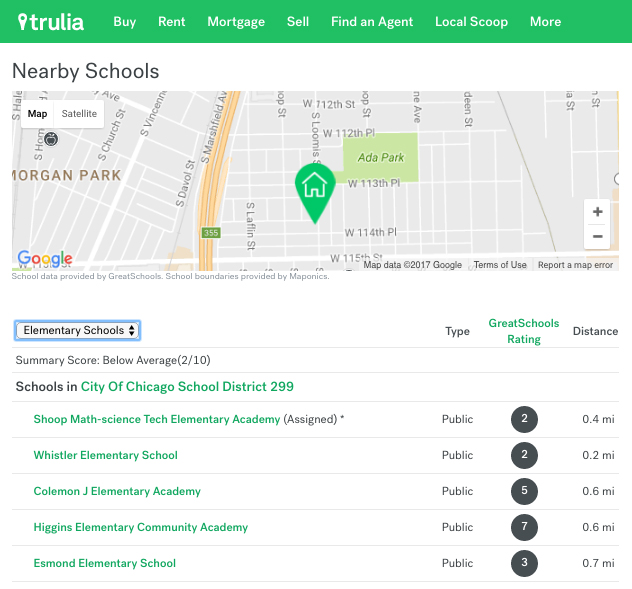 trulia Buy Rent Mortgage Sell Find an Agent Local Scoop More
Nearby Schools
Map Satellite
W 112th St
W 112th Pl
Ada Park
W 113th Pl
W 114th Pl
W 115th St
S Church St
S Vincenne
S Marshfield Av
S Loomis
S Davol St
S Laflin St
MORGAN PARK
355
+
−
Google
Map data ©2017 Google Terms of Use Report a map error
School data provided by GreatSchools. School boundaries provided by Maponics.
Elementary Schools Type GreatSchools Rating Distance
Summary Score: Below Average(2/10)
Schools in City Of Chicago School District 299
Shoop Math-science Tech Elementary Academy (Assigned) * Public 2 0.4 mi
Whistler Elementary School Public 2 0.2 mi
Colemon J Elementary Academy Public 5 0.6 mi
Higgins Elementary Community Academy Public 7 0.6 mi
Esmond Elementary School Public 3 0.7 mi